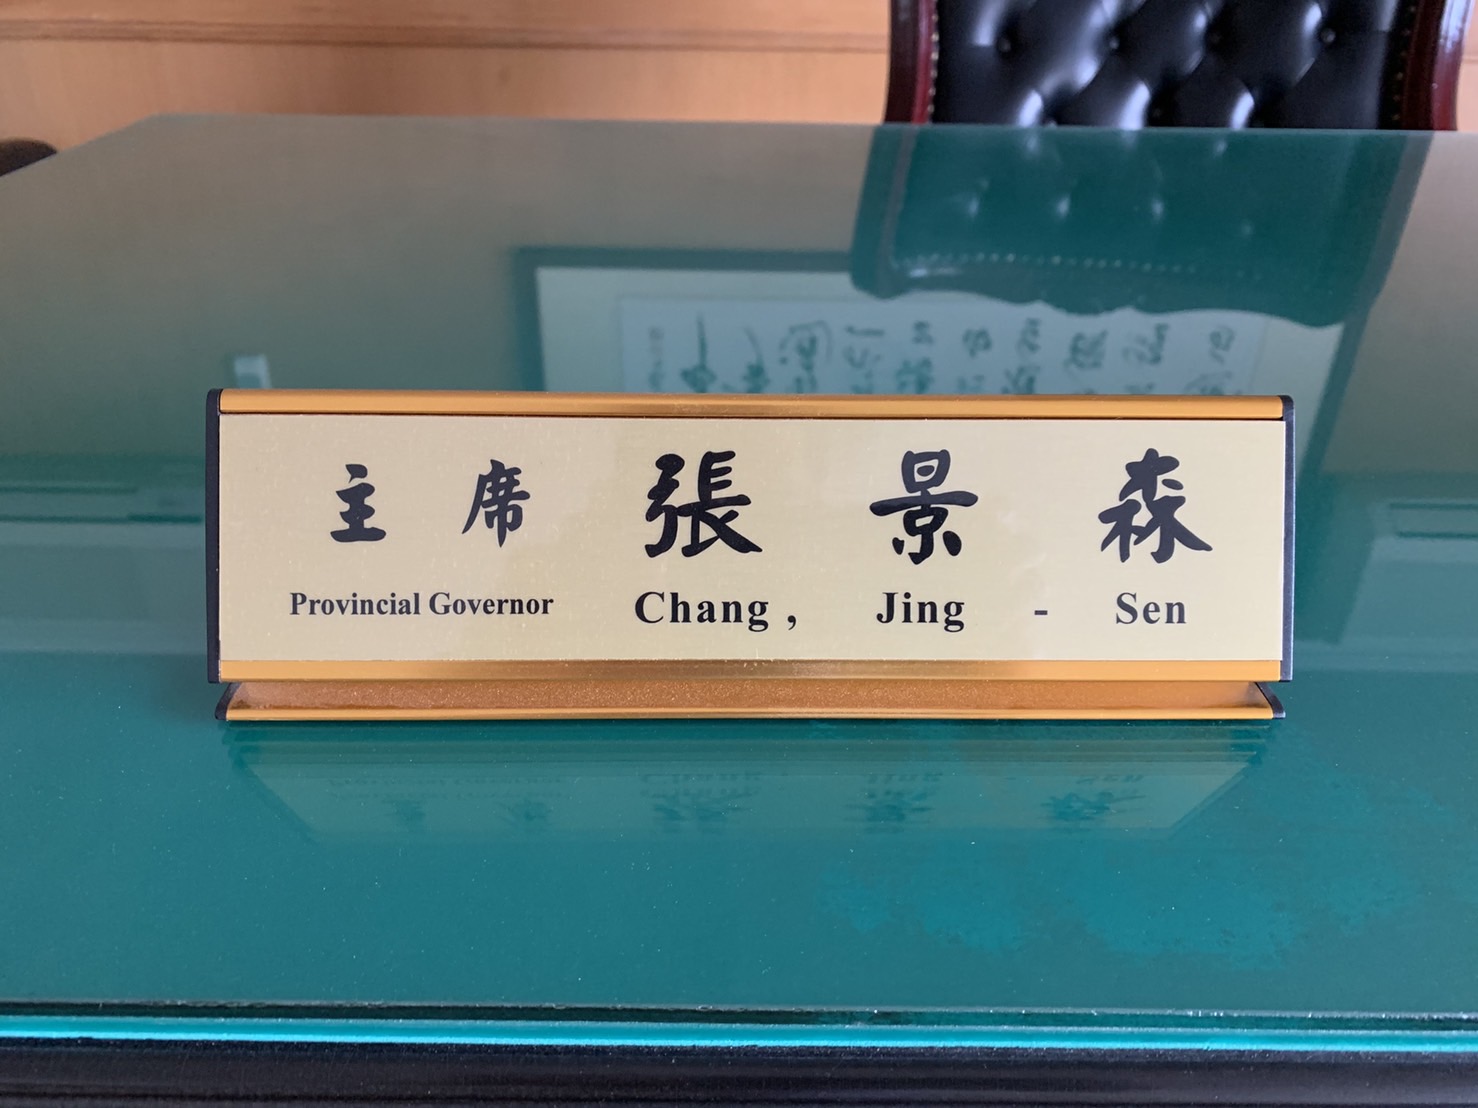 主席 張景森
Provincial Governor Chang, Jing - Sen